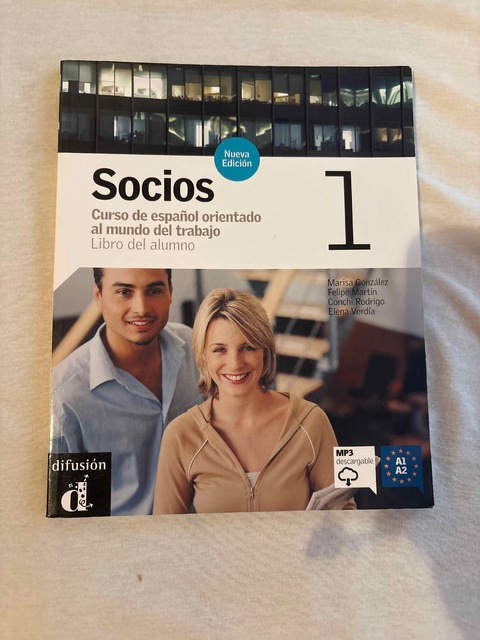 Nueva
Edición
Socios
1
Curso de español orientado
al mundo del trabajo
Libro del alumno
Marisa González
Felipe Martín
Conchi Rodrigo
Elena Verdía
MP3
descargable
A1
A2
difusión